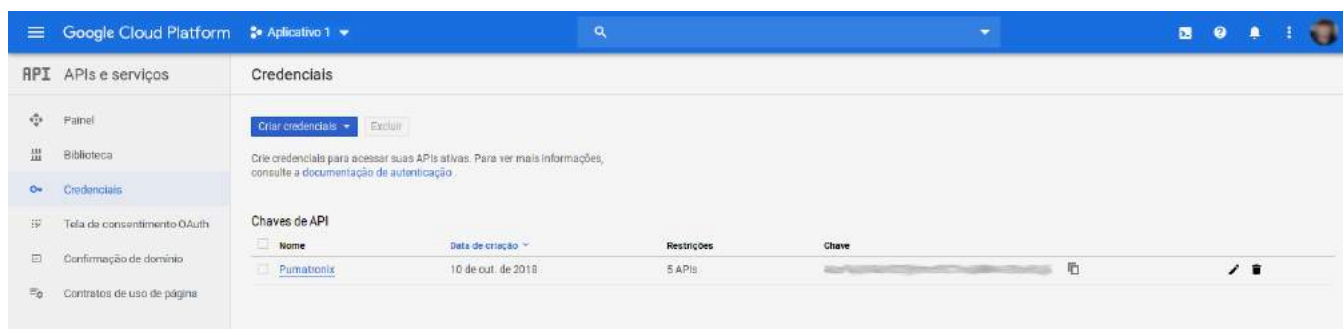 Google Cloud Platform
Aplicativo 1
API APIs e serviços
Credenciais
Painel
Biblioteca
Credenciais
Tela de consentimento OAuth
Confirmação de domínio
Contratos de uso de página
Criar credenciais
Excluir
Crie credenciais para acessar suas APIs ativas. Para ver mais informações,
consulte a documentação de autenticação.
Chaves de API
Nome Data de criação Restrições Chave
Pumatronix 10 de out. de 2018 5 APIs